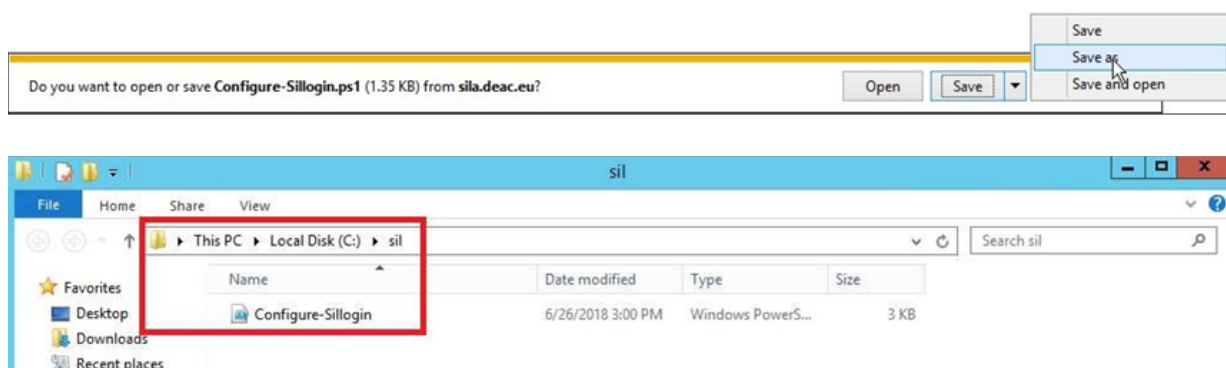 Save
Save as
Save and open
Do you want to open or save Configure-Sillogin.ps1 (1.35 KB) from sila.deac.eu?
Open
Save
sil
File Home Share View
This PC Local Disk (C:) sil
Search sil
Favorites
Desktop
Downloads
Recent places
Name Date modified Type Size
Configure-Sillogin 6/26/2018 3:00 PM Windows PowerS... 3 KB